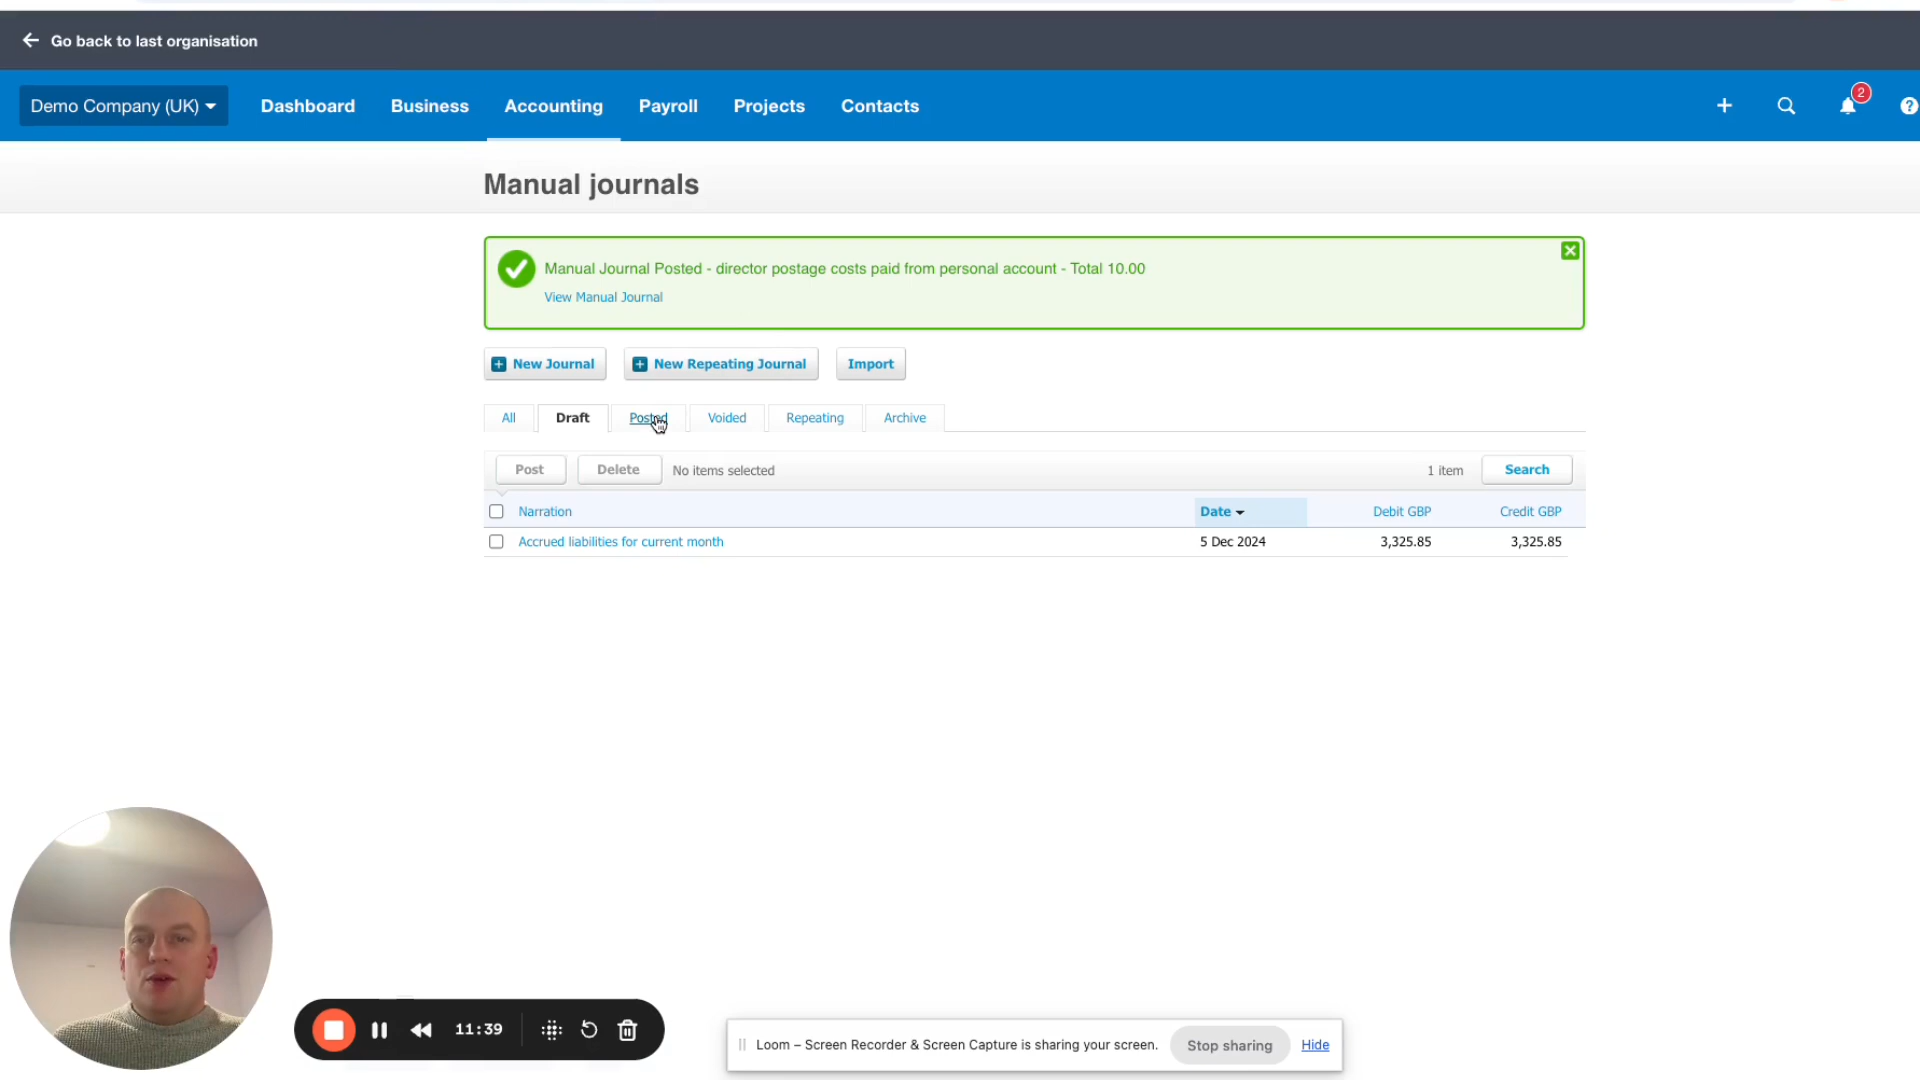 Go back to last organisation
Demo Company (UK)
Dashboard
Business
Accounting
Payroll
Projects
Contacts
2
?
Manual journals
Manual Journal Posted - director postage costs paid from personal account - Total 10.00
View Manual Journal
New Journal
New Repeating Journal
Import
All
Draft
Posted
Voided
Repeating
Archive
Post
Delete
No items selected
1 item
Search
Narration
Date
Debit GBP
Credit GBP
Accrued liabilities for current month
5 Dec 2024
3,325.85
3,325.85
11:39
Loom – Screen Recorder & Screen Capture is sharing your screen.
Stop sharing
Hide